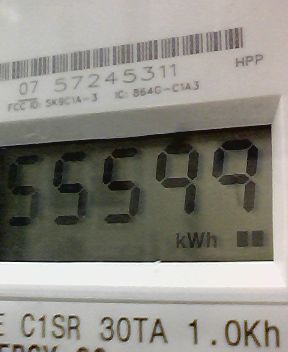 07 57245311
HPP
FCC ID: SK9C1A-3 IC: 864G-C1A3
55599
kWh
E C1SR 30TA 1.0Kh